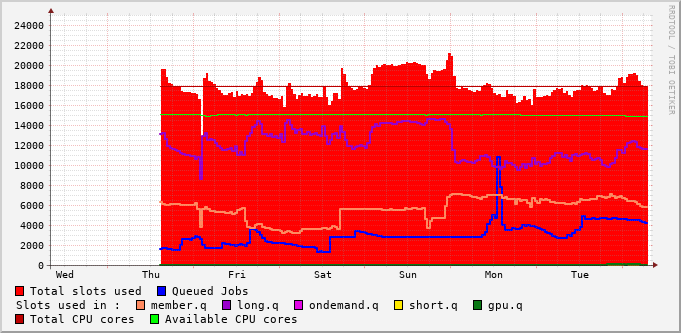 24000
22000
20000
18000
16000
14000
12000
10000
8000
6000
4000
2000
0
Wed Thu Fri Sat Sun Mon Tue
Total slots used Queued Jobs
Slots used in : member.q long.q ondemand.q short.q gpu.q
Total CPU cores Available CPU cores
RRDTOOL / TOBI OETIKER